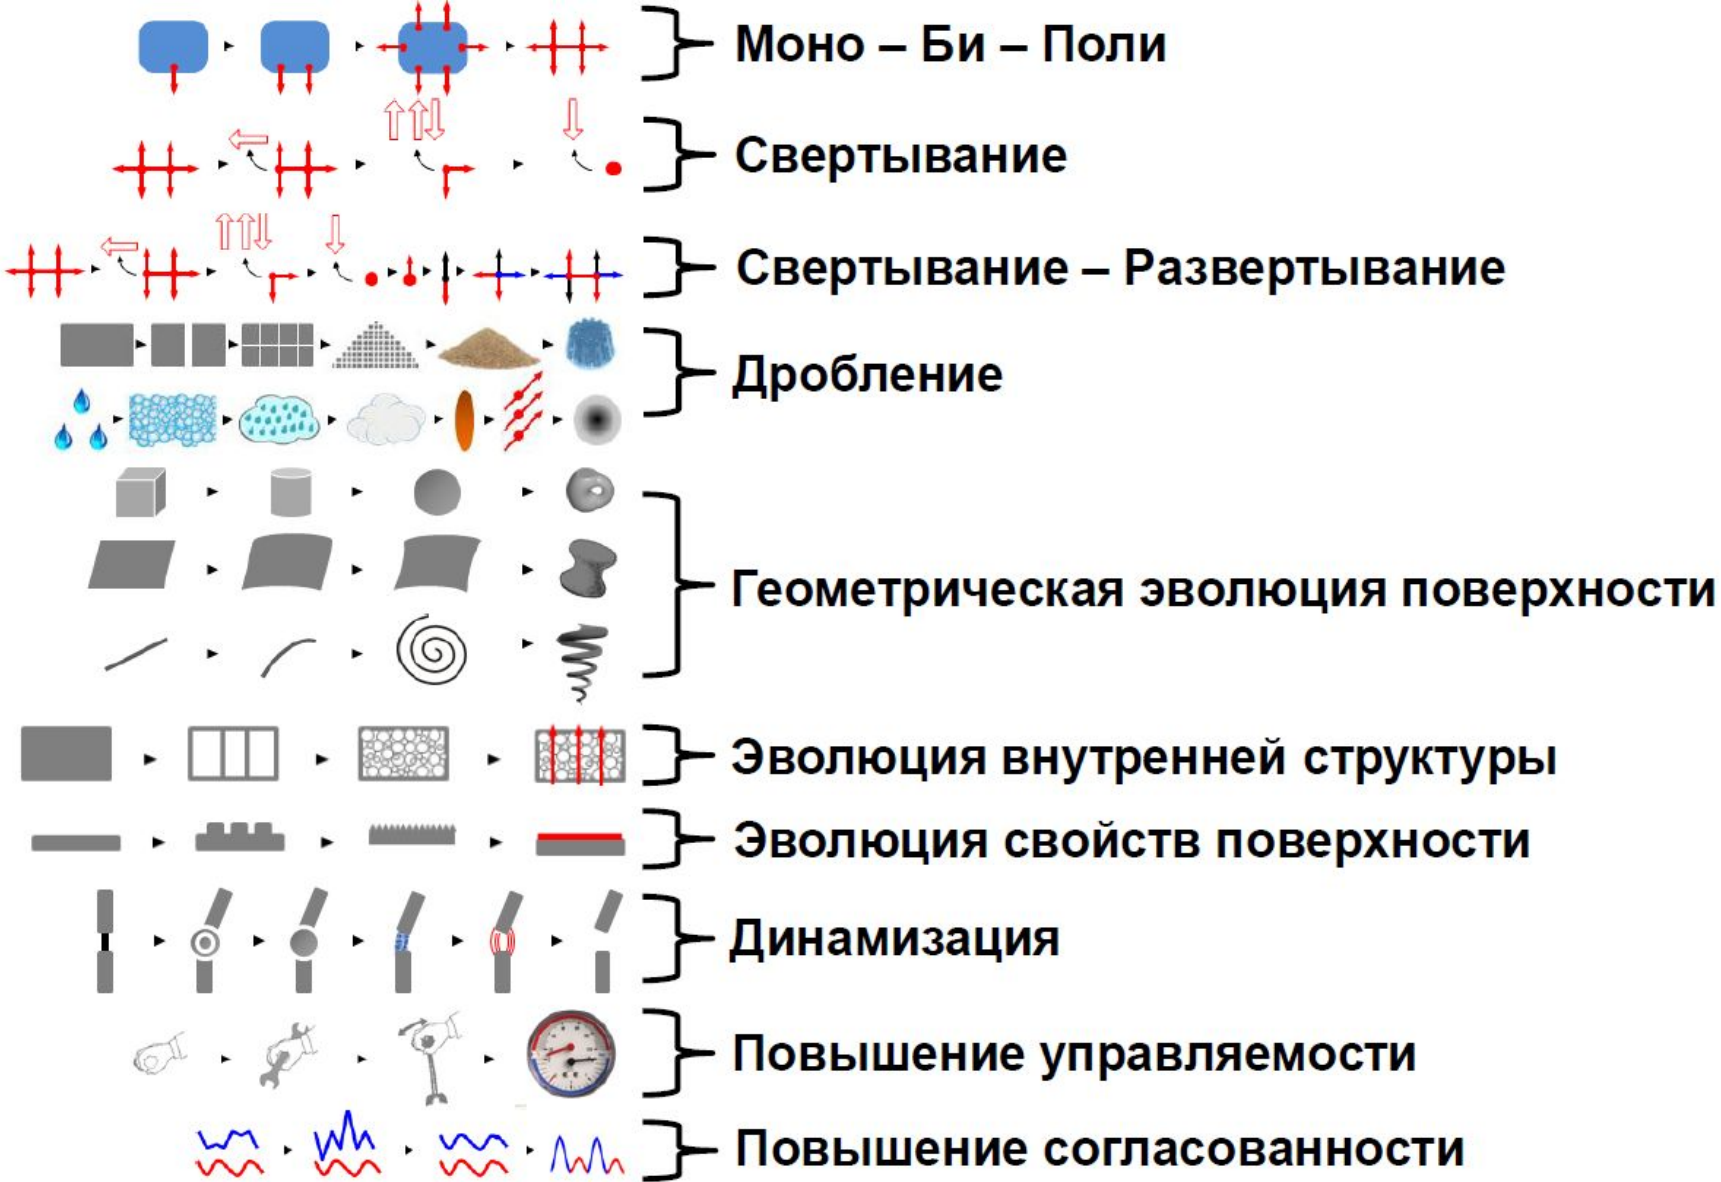 Моно – Би – Поли
Свертывание
Свертывание – Развертывание
Дробление
Геометрическая эволюция поверхности
Эволюция внутренней структуры
Эволюция свойств поверхности
Динамизация
Повышение управляемости
Повышение согласованности